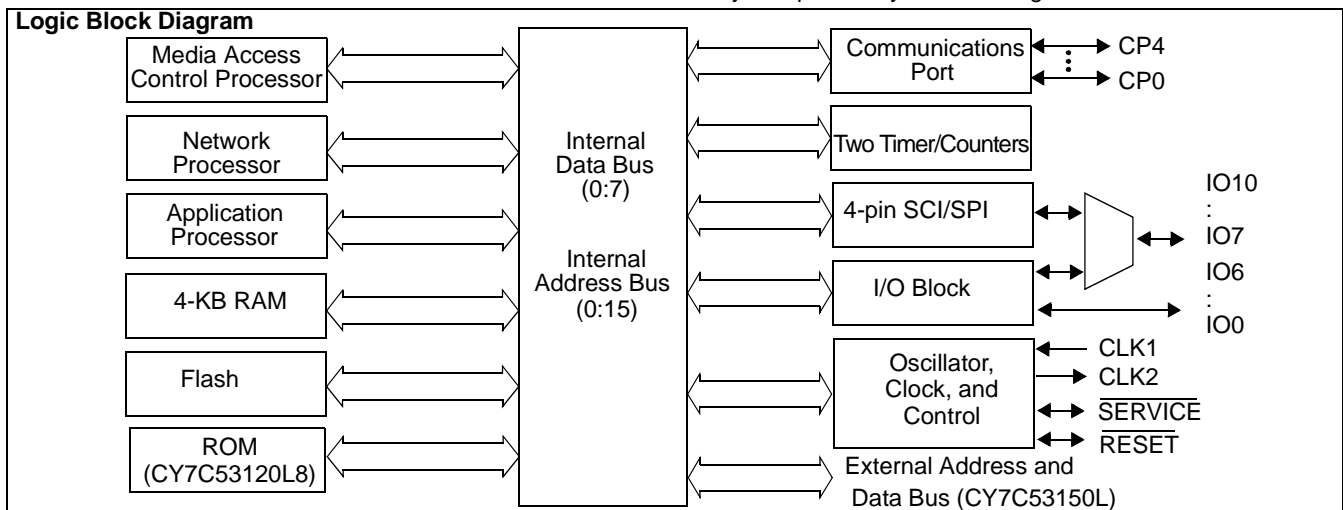 Logic Block Diagram
Media Access
Control Processor
Network
Processor
Application
Processor
4-KB RAM
Flash
ROM
(CY7C53120L8)
Internal
Data Bus
(0:7)
Internal
Address Bus
(0:15)
Communications
Port
CP4
CP0
Two Timer/Counters
4-pin SCI/SPI
I/O Block
IO10
:
IO7
IO6
:
IO0
Oscillator,
Clock, and
Control
CLK1
CLK2
SERVICE
RESET
External Address and
Data Bus (CY7C53150L)